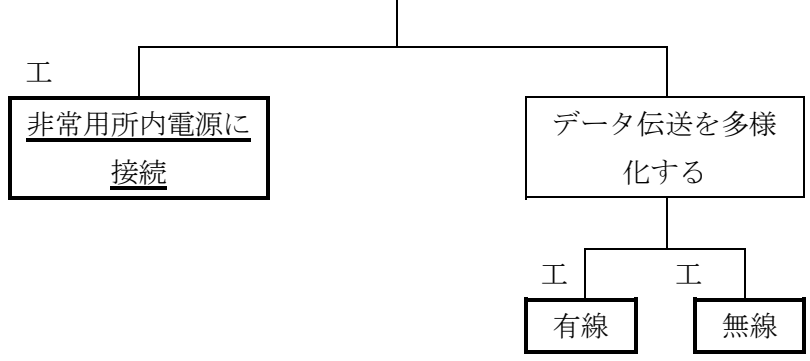 工
非常用所内電源に
接続
データ伝送を多様
化する
工
工
有線
無線